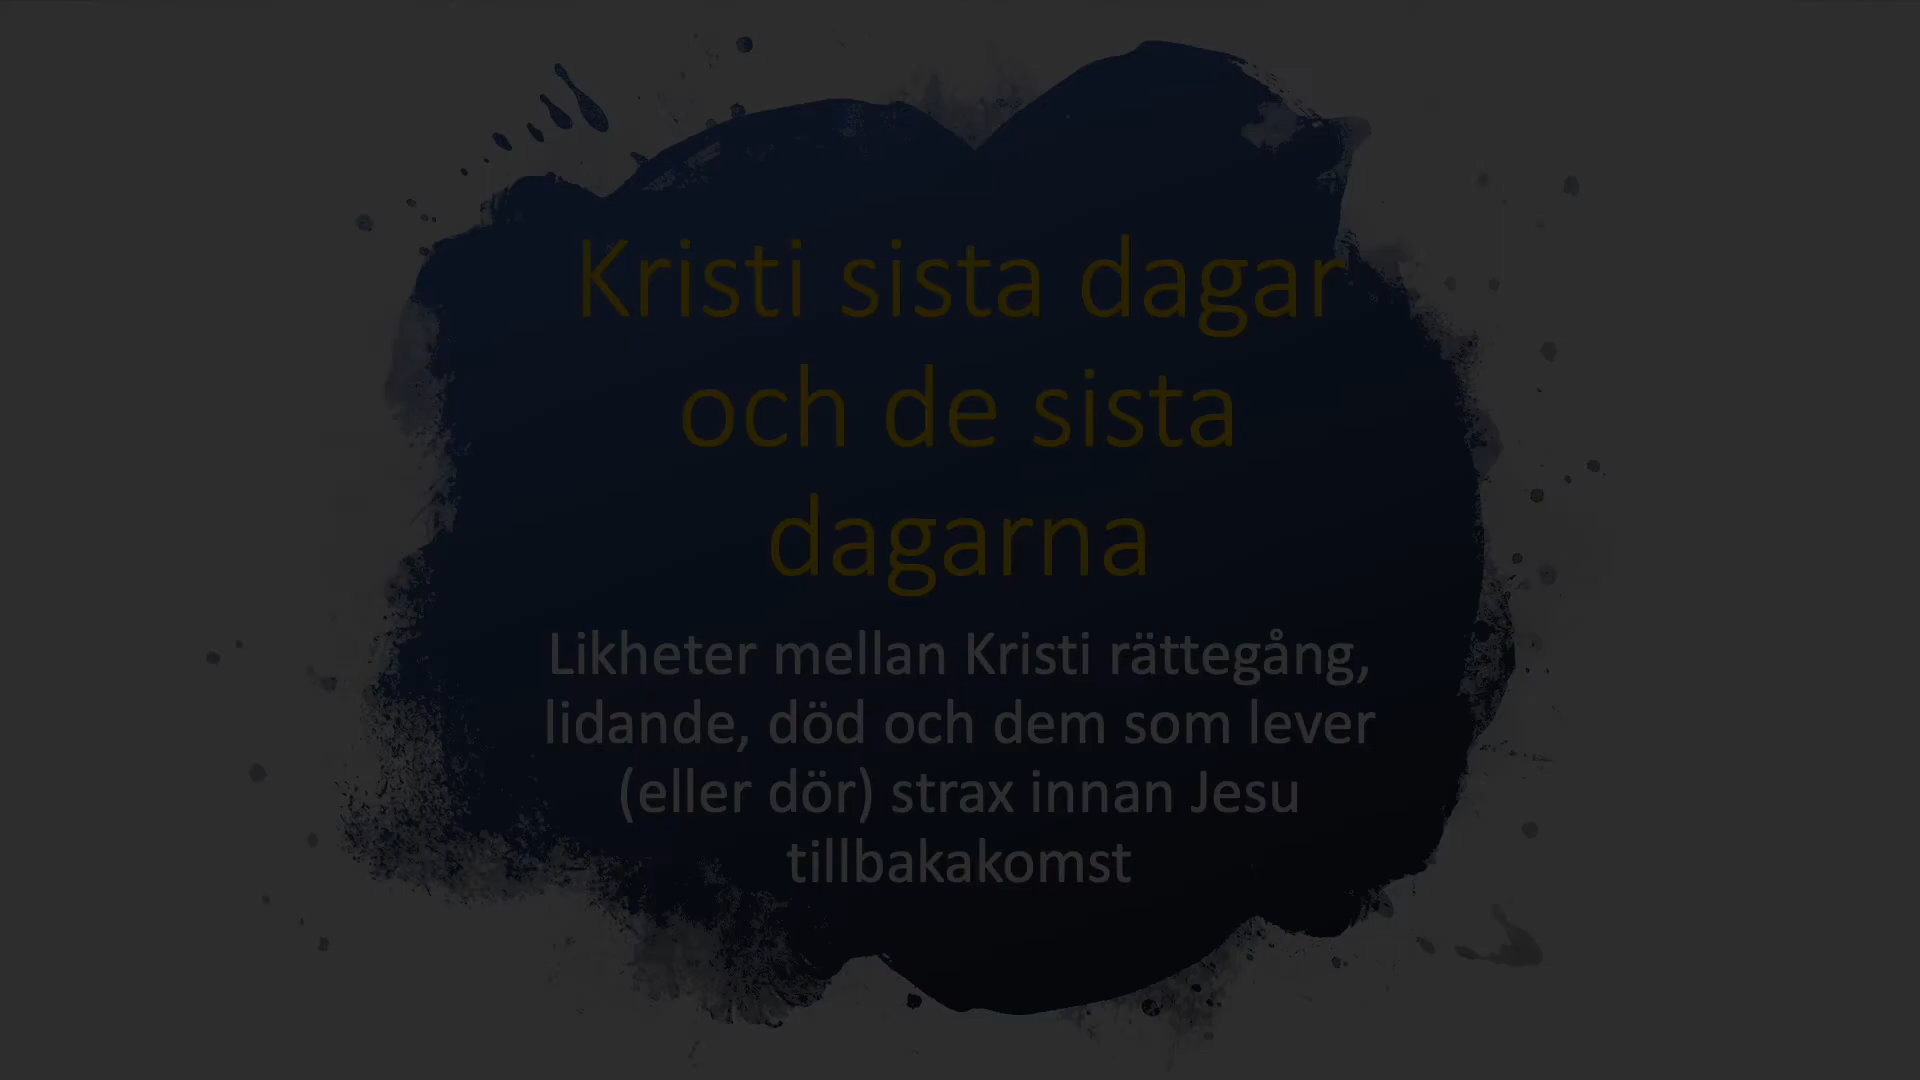 Kristi sista dagar
och de sista
dagarna
Likheter mellan Kristi rättegång,
lidande, död och dem som lever
(eller dör) strax innan Jesu
tillbakakomst